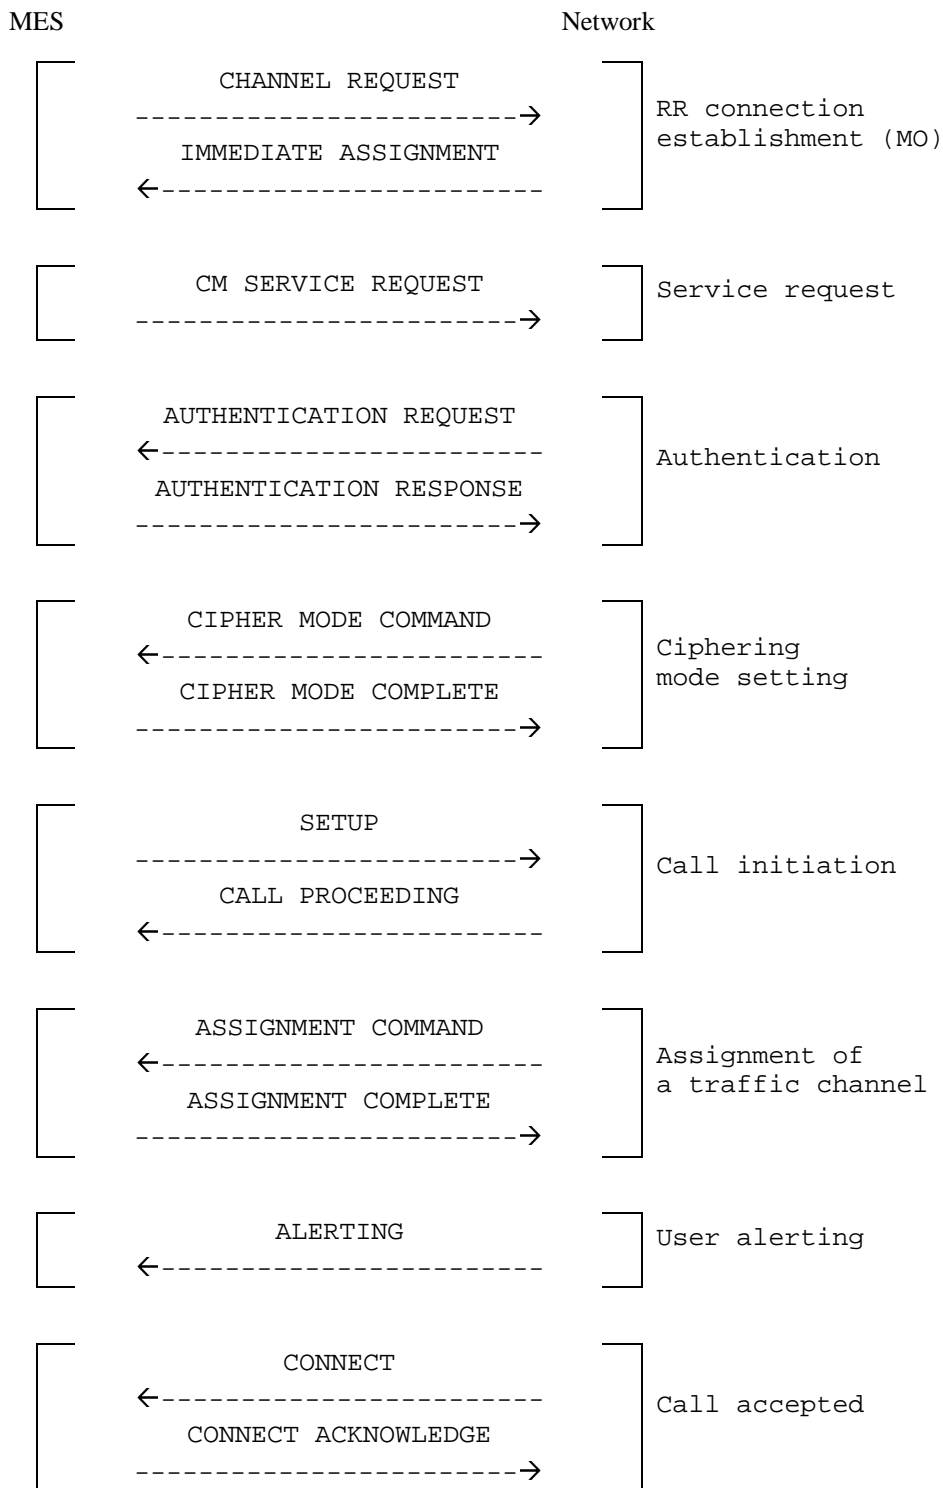 MES Network
CHANNEL REQUEST
------------------------→
RR connection
establishment (MO)
IMMEDIATE ASSIGNMENT
←------------------------
CM SERVICE REQUEST
Service request
------------------------→
AUTHENTICATION REQUEST
←------------------------
Authentication
AUTHENTICATION RESPONSE
------------------------→
CIPHER MODE COMMAND
←------------------------
Ciphering
mode setting
CIPHER MODE COMPLETE
------------------------→
SETUP
------------------------→
Call initiation
CALL PROCEEDING
←------------------------
ASSIGNMENT COMMAND
←------------------------
Assignment of
a traffic channel
ASSIGNMENT COMPLETE
------------------------→
ALERTING
User alerting
←------------------------
CONNECT
←------------------------
Call accepted
CONNECT ACKNOWLEDGE
------------------------→